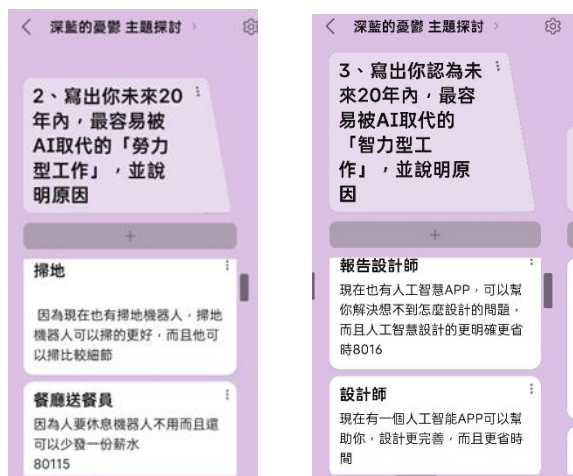 深藍的憂鬱 主題探討
2、寫出你未來20
年內，最容易被
AI取代的「勞力
型工作」，並說
明原因
+
掃地
因為現在也有掃地機器人，掃地
機器人可以掃的更好，而且他可
以掃比較細節
餐廳送餐員
因為人要休息機器人不用而且還
可以少發一份薪水
80115
深藍的憂鬱 主題探討
3、寫出你認為未
來20年內，最容
易被AI取代的
「智力型工
作」，並說明原
因
+
報告設計師
現在也有人工智慧APP，可以幫
你解決想不到怎麼設計的問題，
而且人工智慧設計的更明確更省
時8016
設計師
現在有一個人工智能APP可以幫
助你，設計更完善，而且更省時
間